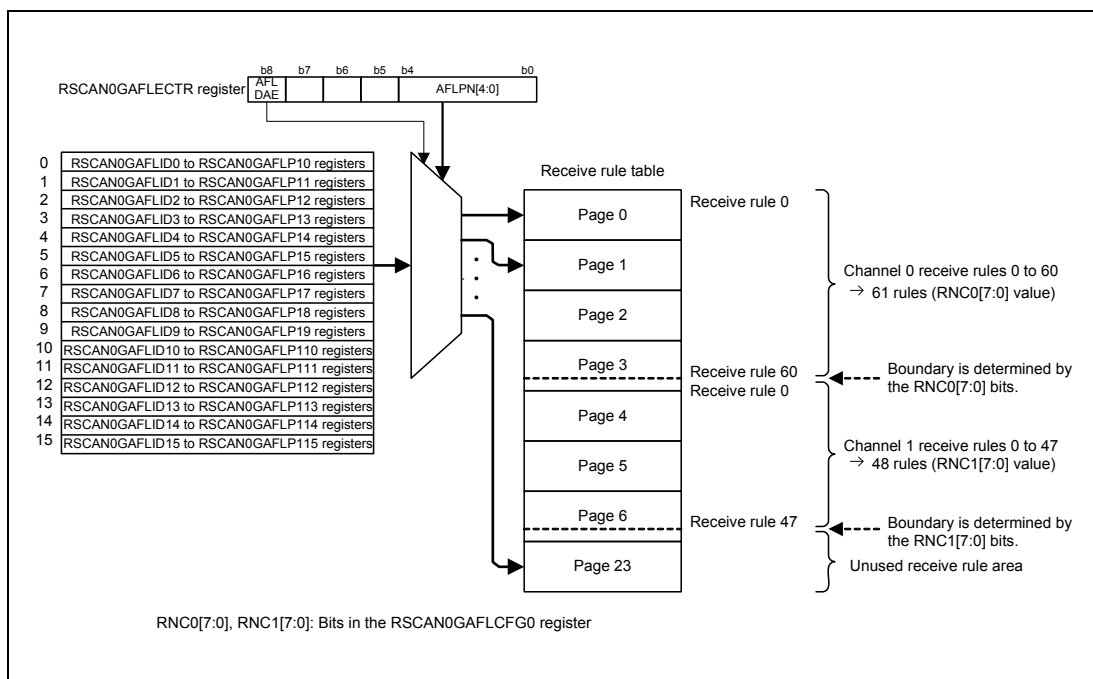 b8 b7 b6 b5 b4 b0
RSCAN0GAFLECTR register
AFL
DAE
AFLPN[4:0]
0 RSCAN0GAFLID0 to RSCAN0GAFLP10 registers
1 RSCAN0GAFLID1 to RSCAN0GAFLP11 registers
2 RSCAN0GAFLID2 to RSCAN0GAFLP12 registers
3 RSCAN0GAFLID3 to RSCAN0GAFLP13 registers
4 RSCAN0GAFLID4 to RSCAN0GAFLP14 registers
5 RSCAN0GAFLID5 to RSCAN0GAFLP15 registers
6 RSCAN0GAFLID6 to RSCAN0GAFLP16 registers
7 RSCAN0GAFLID7 to RSCAN0GAFLP17 registers
8 RSCAN0GAFLID8 to RSCAN0GAFLP18 registers
9 RSCAN0GAFLID9 to RSCAN0GAFLP19 registers
10 RSCAN0GAFLID10 to RSCAN0GAFLP110 registers
11 RSCAN0GAFLID11 to RSCAN0GAFLP111 registers
12 RSCAN0GAFLID12 to RSCAN0GAFLP112 registers
13 RSCAN0GAFLID13 to RSCAN0GAFLP113 registers
14 RSCAN0GAFLID14 to RSCAN0GAFLP114 registers
15 RSCAN0GAFLID15 to RSCAN0GAFLP115 registers
Receive rule table
Page 0
Page 1
Page 2
Page 3
Page 4
Page 5
Page 6
Page 23
Receive rule 0
Receive rule 60
Receive rule 0
Receive rule 47
Channel 0 receive rules 0 to 60
→ 61 rules (RNC0[7:0] value)
Boundary is determined by
the RNC0[7:0] bits.
Channel 1 receive rules 0 to 47
→ 48 rules (RNC1[7:0] value)
Boundary is determined by
the RNC1[7:0] bits.
Unused receive rule area
RNC0[7:0], RNC1[7:0]: Bits in the RSCAN0GAFLCFG0 register